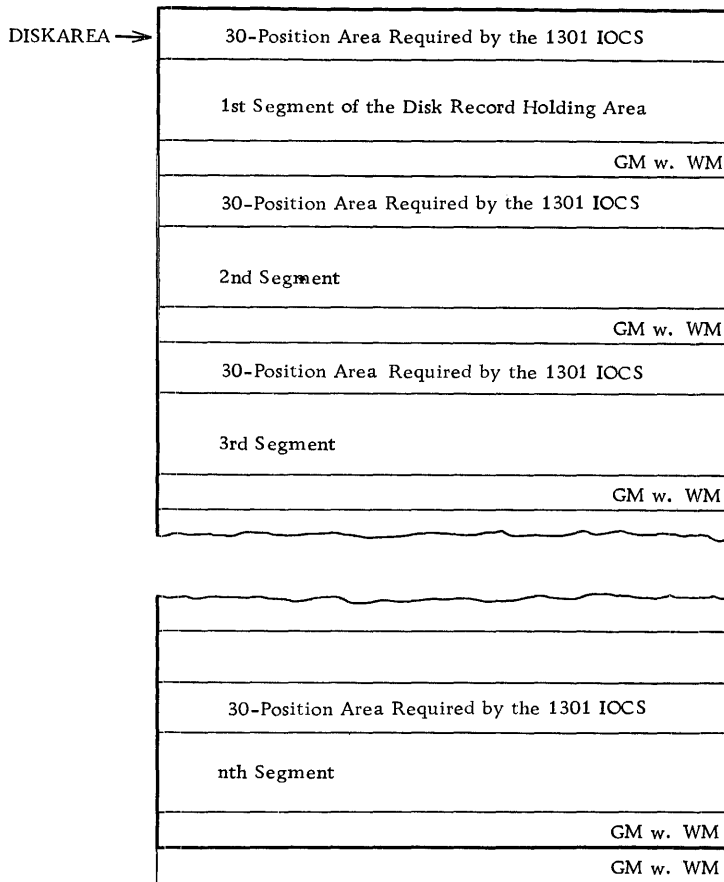 DISKAREA → 30-Position Area Required by the 1301 IOCS
1st Segment of the Disk Record Holding Area
GM w. WM
30-Position Area Required by the 1301 IOCS
2nd Segment
GM w. WM
30-Position Area Required by the 1301 IOCS
3rd Segment
GM w. WM
30-Position Area Required by the 1301 IOCS
nth Segment
GM w. WM
GM w. WM